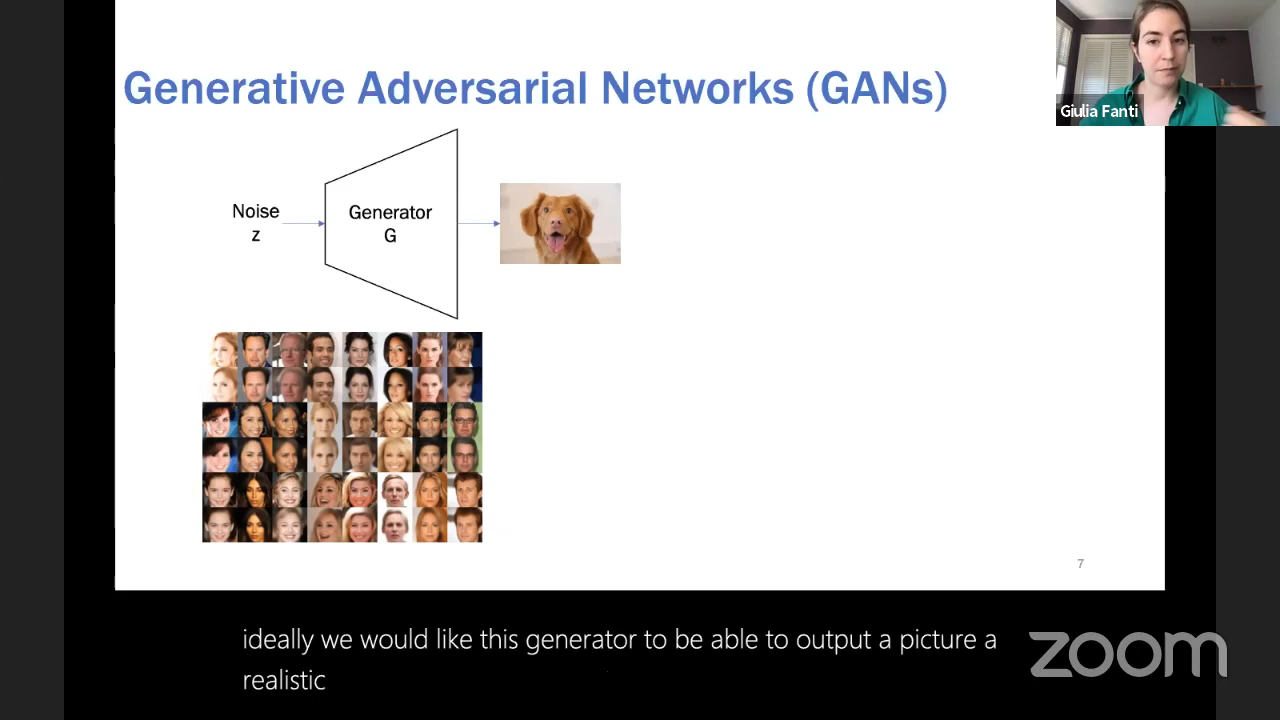 Generative Adversarial Networks (GANs)
Giulia Fanti
Noise
z
Generator
G
7
ideally we would like this generator to be able to output a picture a
realistic
zoom